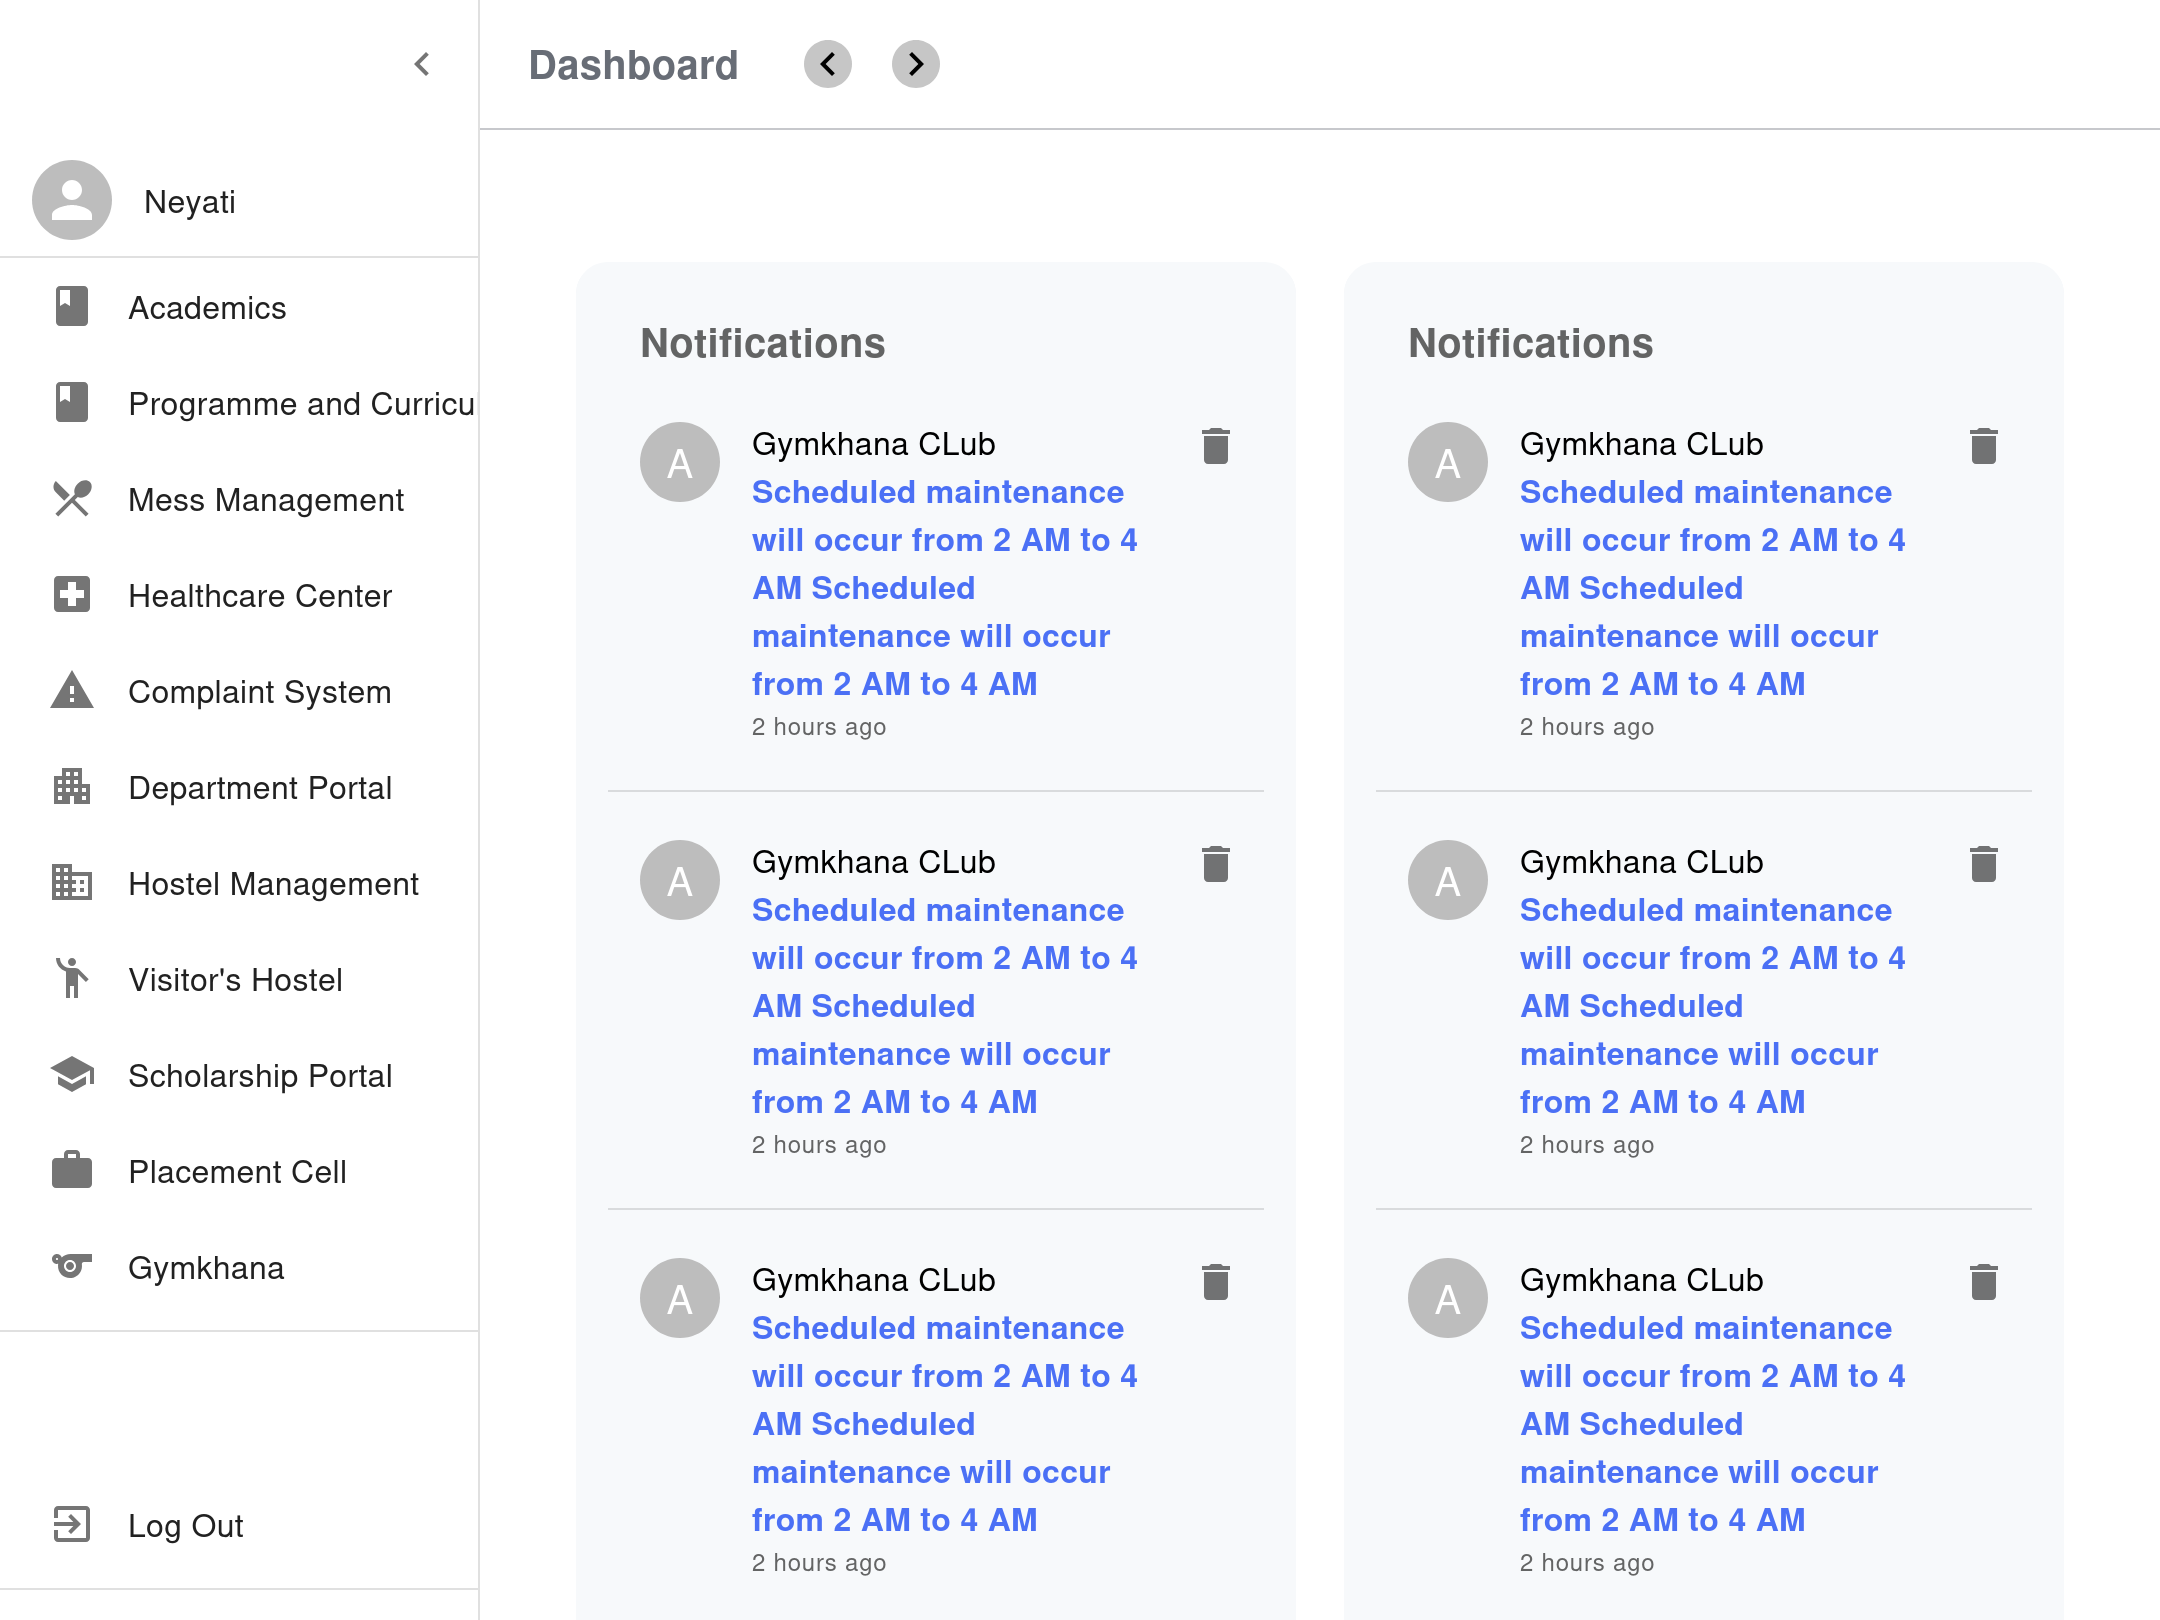 Dashboard
Neyati
Academics
Programme and Curricu
Mess Management
Healthcare Center
Complaint System
Department Portal
Hostel Management
Visitor's Hostel
Scholarship Portal
Placement Cell
Gymkhana
Log Out
Notifications
A
Gymkhana CLub
Scheduled maintenance
will occur from 2 AM to 4
AM Scheduled
maintenance will occur
from 2 AM to 4 AM
2 hours ago
A
Gymkhana CLub
Scheduled maintenance
will occur from 2 AM to 4
AM Scheduled
maintenance will occur
from 2 AM to 4 AM
2 hours ago
A
Gymkhana CLub
Scheduled maintenance
will occur from 2 AM to 4
AM Scheduled
maintenance will occur
from 2 AM to 4 AM
2 hours ago
Notifications
A
Gymkhana CLub
Scheduled maintenance
will occur from 2 AM to 4
AM Scheduled
maintenance will occur
from 2 AM to 4 AM
2 hours ago
A
Gymkhana CLub
Scheduled maintenance
will occur from 2 AM to 4
AM Scheduled
maintenance will occur
from 2 AM to 4 AM
2 hours ago
A
Gymkhana CLub
Scheduled maintenance
will occur from 2 AM to 4
AM Scheduled
maintenance will occur
from 2 AM to 4 AM
2 hours ago